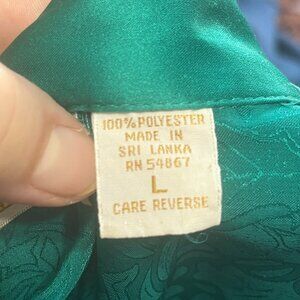 100% POLYESTER
MADE IN
SRI LANKA
RN 54867
L
CARE REVERSE